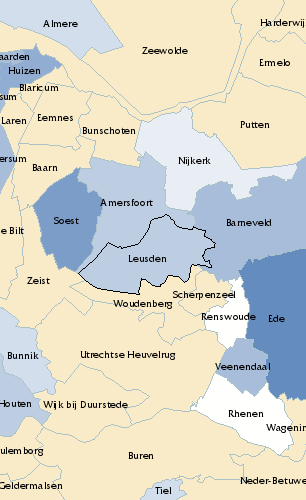 Almere
Harderwij
Zeewolde
aarden
Ermelo
Huizen
Blaricum
sum
Laren
Eemnes
Putten
Bunschoten
ersum
Nijkerk
Baarn
Amersfoort
Soest
Barneveld
e Bilt
Leusden
Zeist
Scherpenzeel
Woudenberg
Renswoude
Ede
Utrechtse Heuvelrug
Bunnik
Veenendaal
Houten
Wijk bij Duurstede
Rhenen
Wagenin
ulemborg
Buren
Geldermalsen
Neder-Betuwe
Tiel